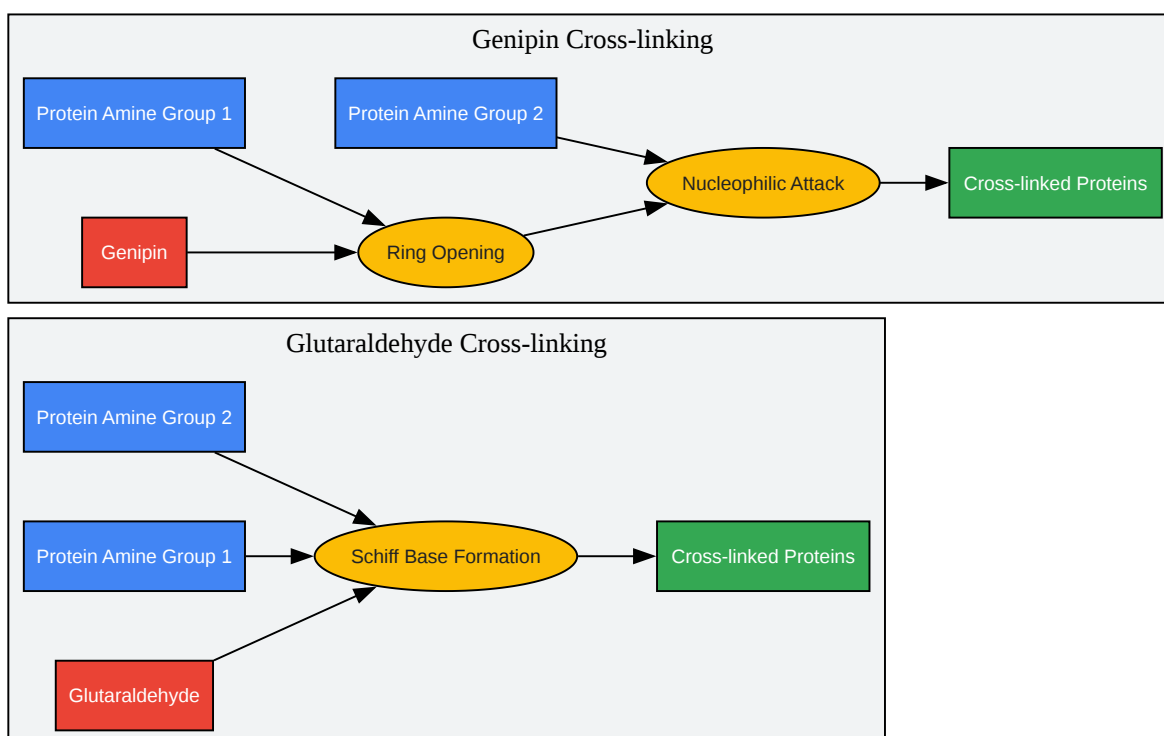 Genipin Cross-linking
Protein Amine Group 1
Protein Amine Group 2
Nucleophilic Attack
Cross-linked Proteins
Genipin
Ring Opening
Glutaraldehyde Cross-linking
Protein Amine Group 2
Protein Amine Group 1
Schiff Base Formation
Cross-linked Proteins
Glutaraldehyde